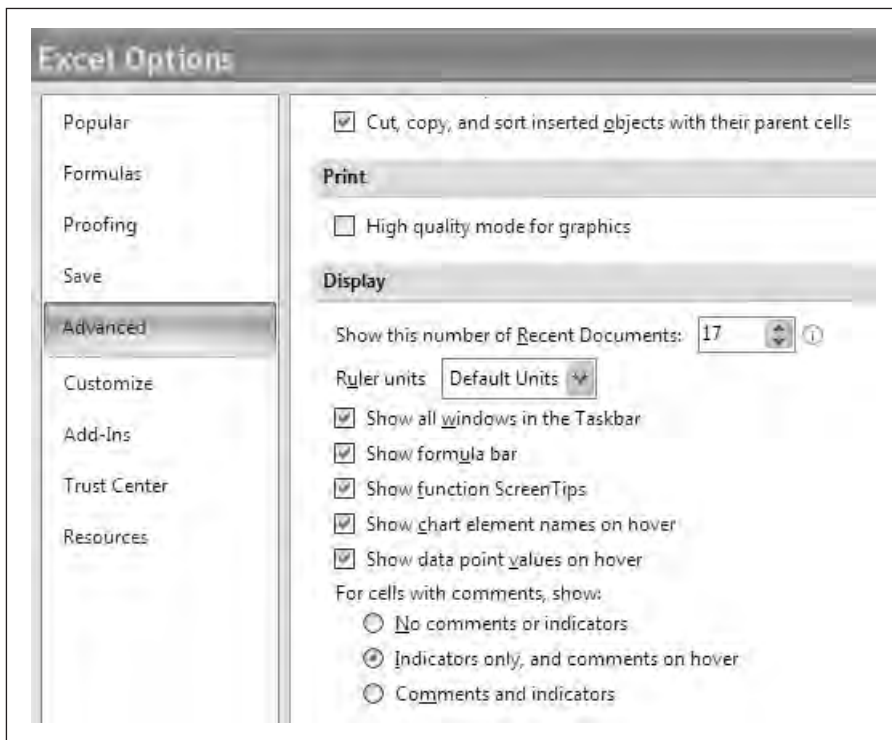 Excel Options
Popular
Formulas
Proofing
Save
Advanced
Customize
Add-Ins
Trust Center
Resources
Cut, copy, and sort inserted objects with their parent cells
Print
High quality mode for graphics
Display
Show this number of Recent Documents: 17
Ruler units Default Units
Show all windows in the Taskbar
Show formula bar
Show function ScreenTips
Show chart element names on hover
Show data point values on hover
For cells with comments, show:
No comments or indicators
Indicators only, and comments on hover
Comments and indicators